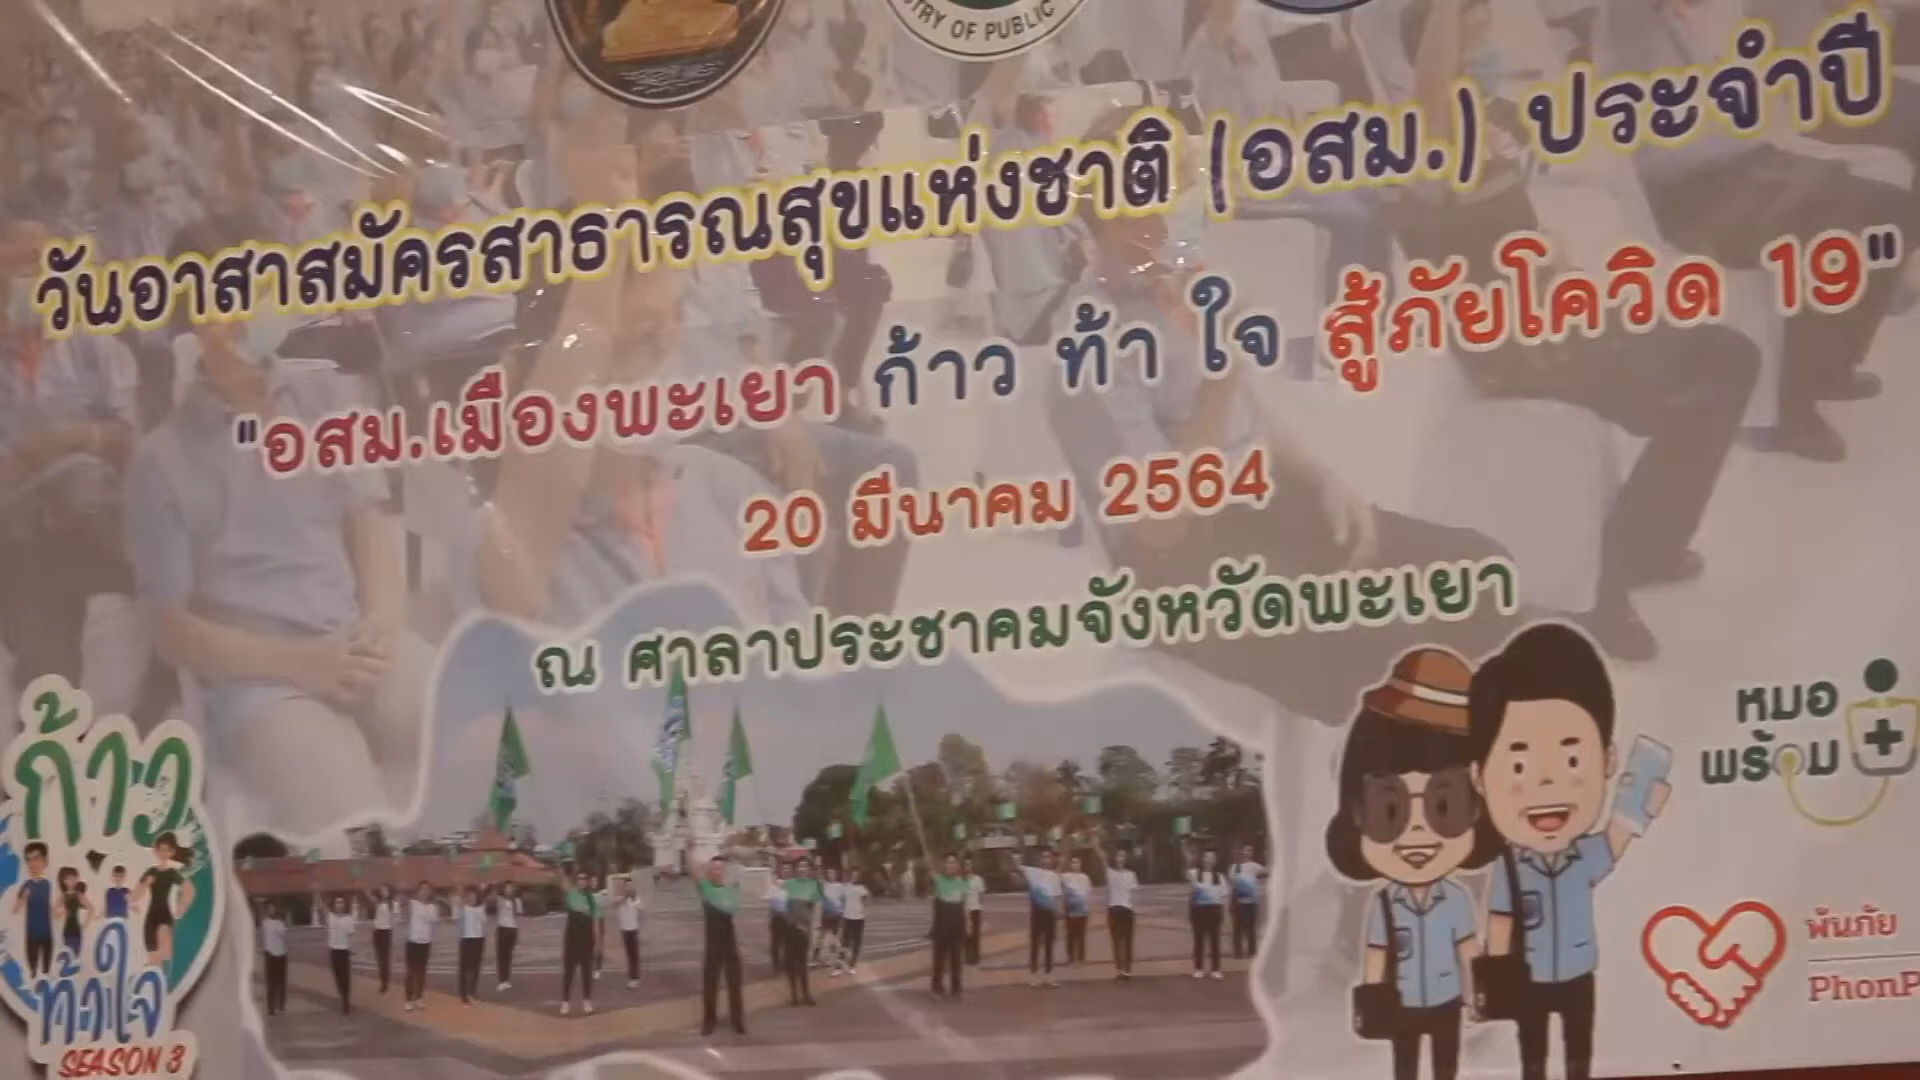 TRY OF PUBLIC
วันอาสาสมัครสาธารณสุขแห่งชาติ (อสม.) ประจำปี
"อสม.เมืองพะเยา ก้าว ท้า ใจ สู้ภัยโควิด 19"
20 มีนาคม 2564
ณ ศาลาประชาคมจังหวัดพะเยา
หมอ
พร้อม
ก้าว
ท้าใจ
SEASON 3
พ้นภัย
PhonP